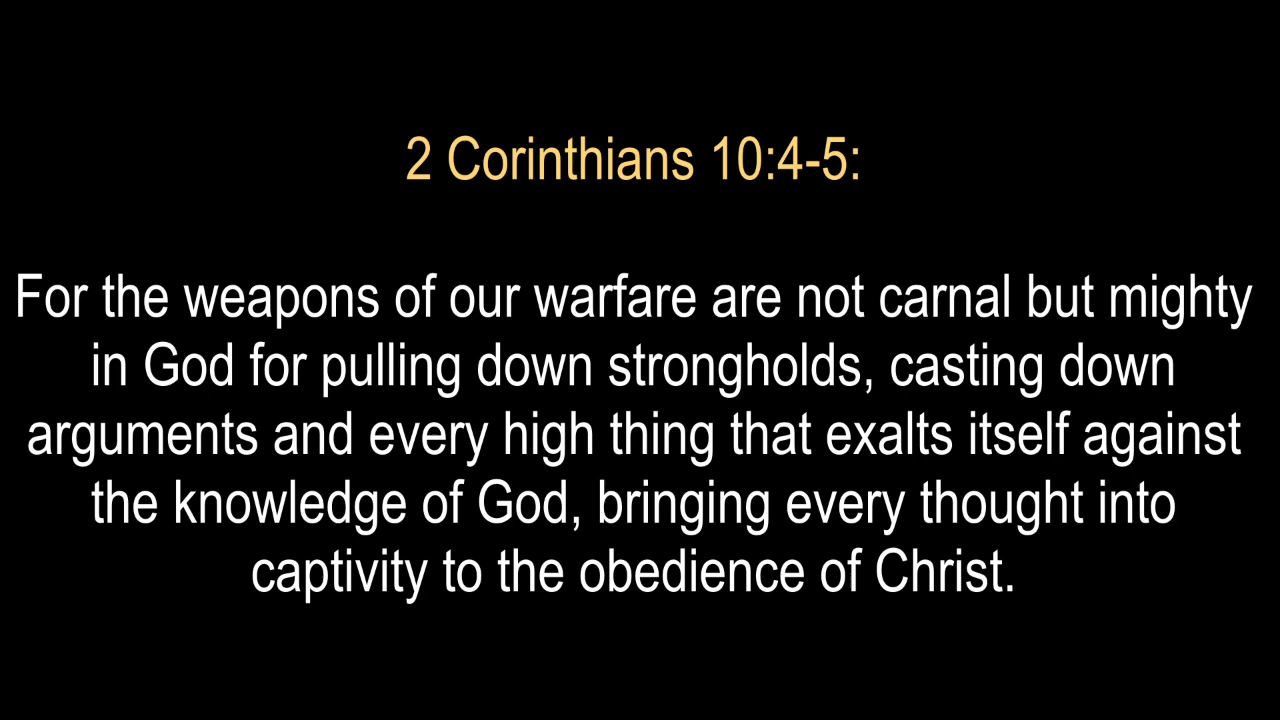 2 Corinthians 10:4-5:
For the weapons of our warfare are not carnal but mighty
in God for pulling down strongholds, casting down
arguments and every high thing that exalts itself against
the knowledge of God, bringing every thought into
captivity to the obedience of Christ.